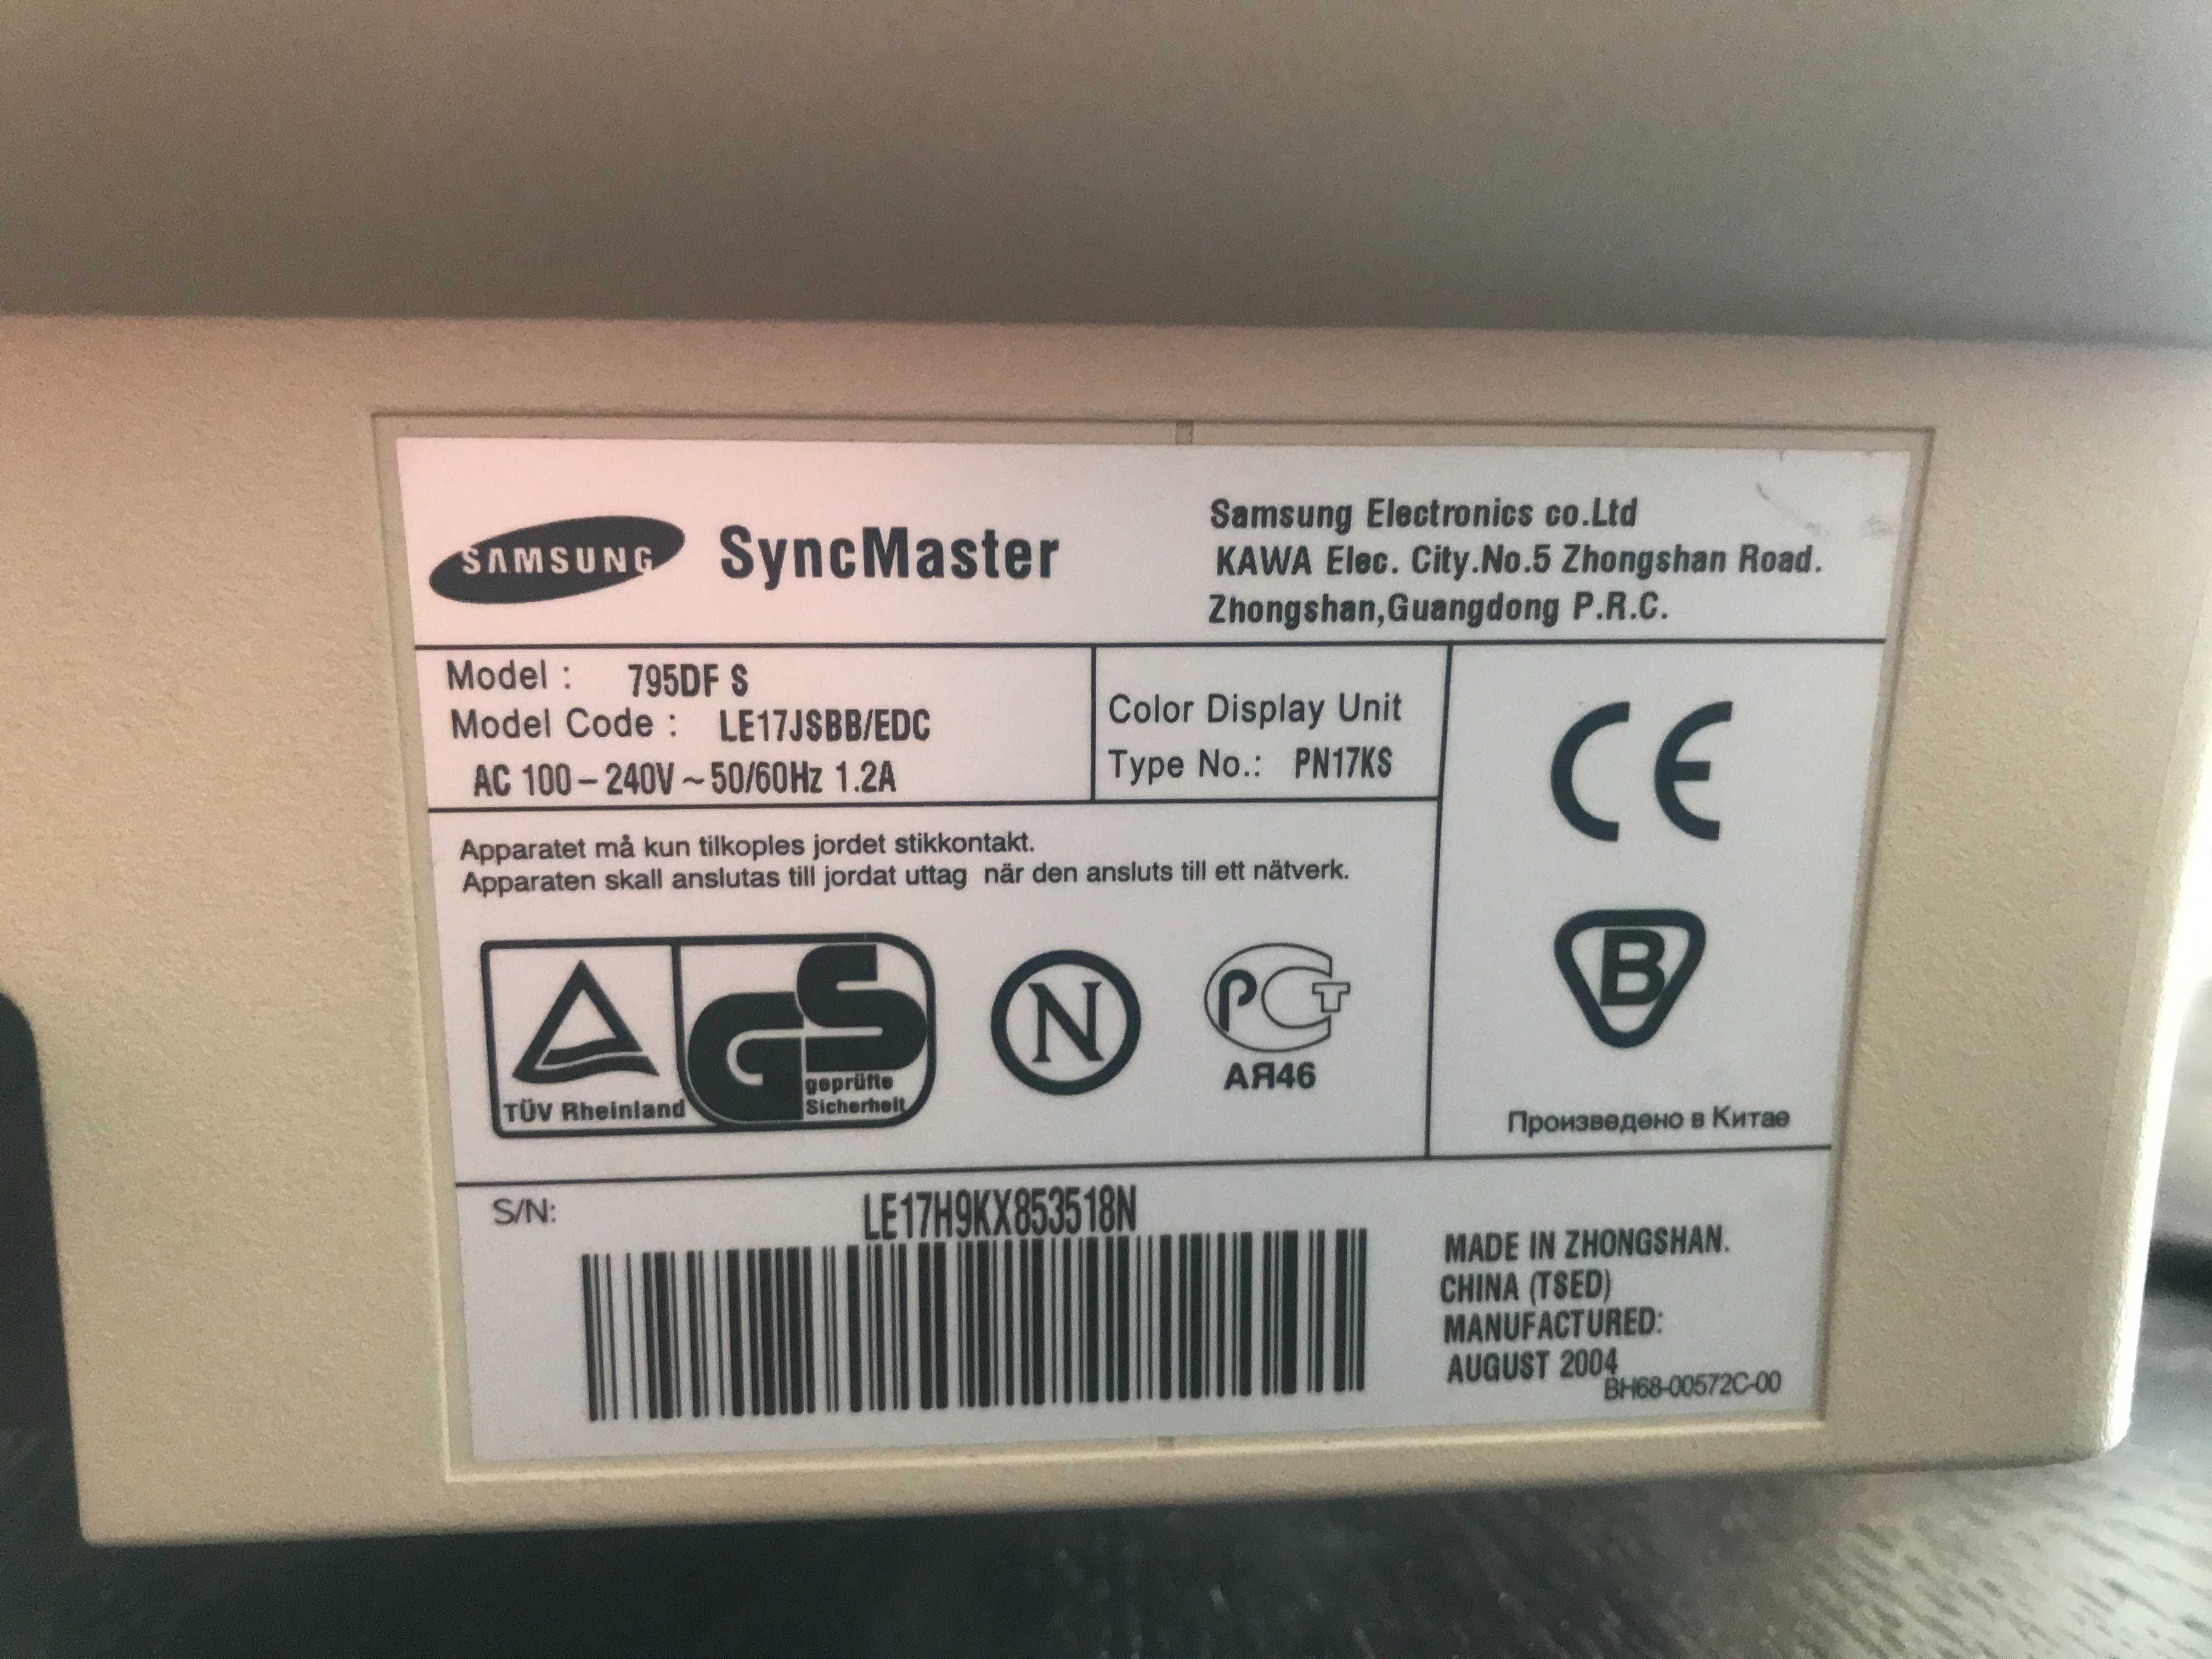 SAMSUNG SyncMaster
Samsung Electronics co.Ltd
KAWA Elec. City.No.5 Zhongshan Road.
Zhongshan,Guangdong P.R.C.
Model : 795DF S
Model Code : LE17JSBB/EDC
AC 100 – 240V ~ 50/60Hz 1.2A
Color Display Unit
Type No.: PN17KS
CE
Apparatet må kun tilkoples jordet stikkontakt.
Apparaten skall anslutas till jordat uttag när den ansluts till ett nätverk.
TÜV Rheinland
GS
geprüfte
Sicherheit
N
РСТ
АЯ46
B
Произведено в Китае
S/N: LE17H9KX853518N
MADE IN ZHONGSHAN.
CHINA (TSED)
MANUFACTURED:
AUGUST 2004
BH68-00572C-00